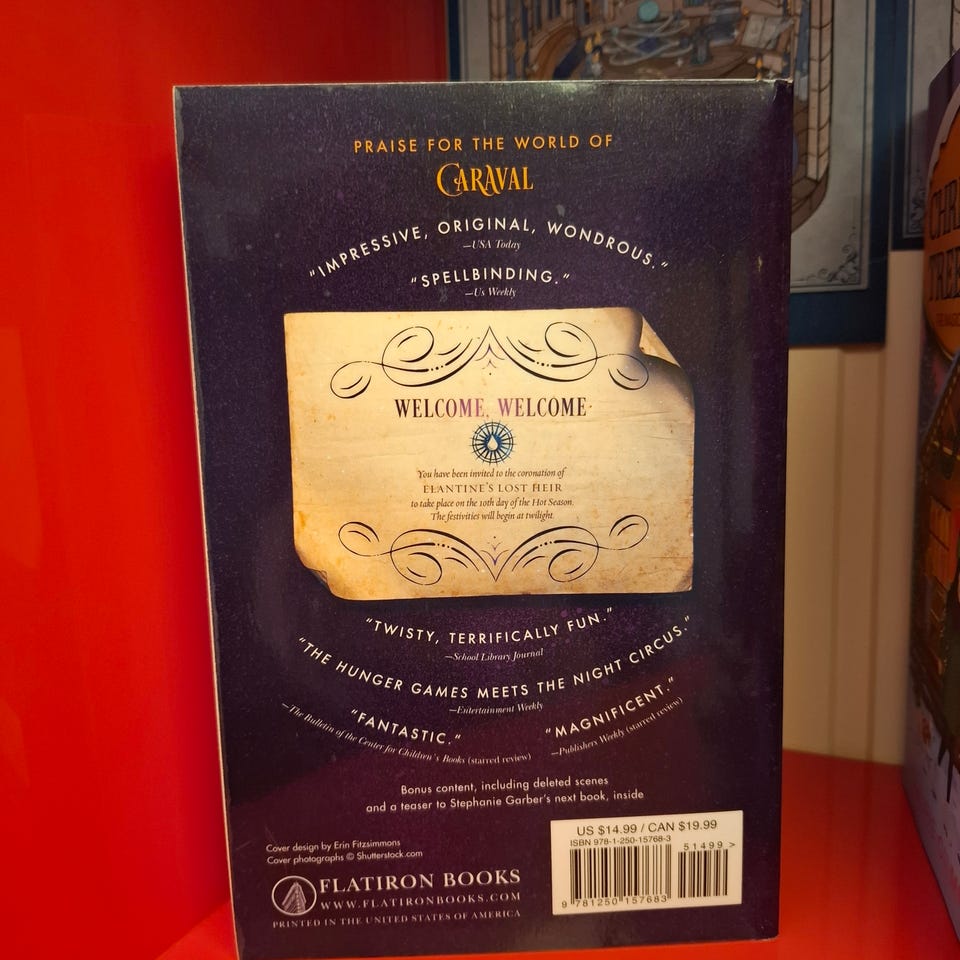 PRAISE FOR THE WORLD OF
CARAVAL
"IMPRESSIVE, ORIGINAL, WONDROUS."
—USA Today
"SPELLBINDING."
—Us Weekly
WELCOME, WELCOME
You have been invited to the coronation of
ELANTINE'S LOST HEIR
to take place on the 10th day of the Hot Season.
The festivities will begin at twilight.
"TWISTY, TERRIFICALLY FUN."
—School Library Journal
"THE HUNGER GAMES MEETS THE NIGHT CIRCUS."
—Entertainment Weekly
"FANTASTIC."
—The Bulletin of the Center for Children's Books (starred review)
"MAGNIFICENT."
—Publishers Weekly (starred review)
Bonus content, including deleted scenes
and a teaser to Stephanie Garber's next book, inside
Cover design by Erin Fitzsimmons
Cover photographs © Shutterstock.com
FLATIRON BOOKS
WWW.FLATIRONBOOKS.COM
PRINTED IN THE UNITED STATES OF AMERICA
US $14.99 / CAN $19.99
ISBN 978-1-250-15768-3
51499 >
9 781250 157683